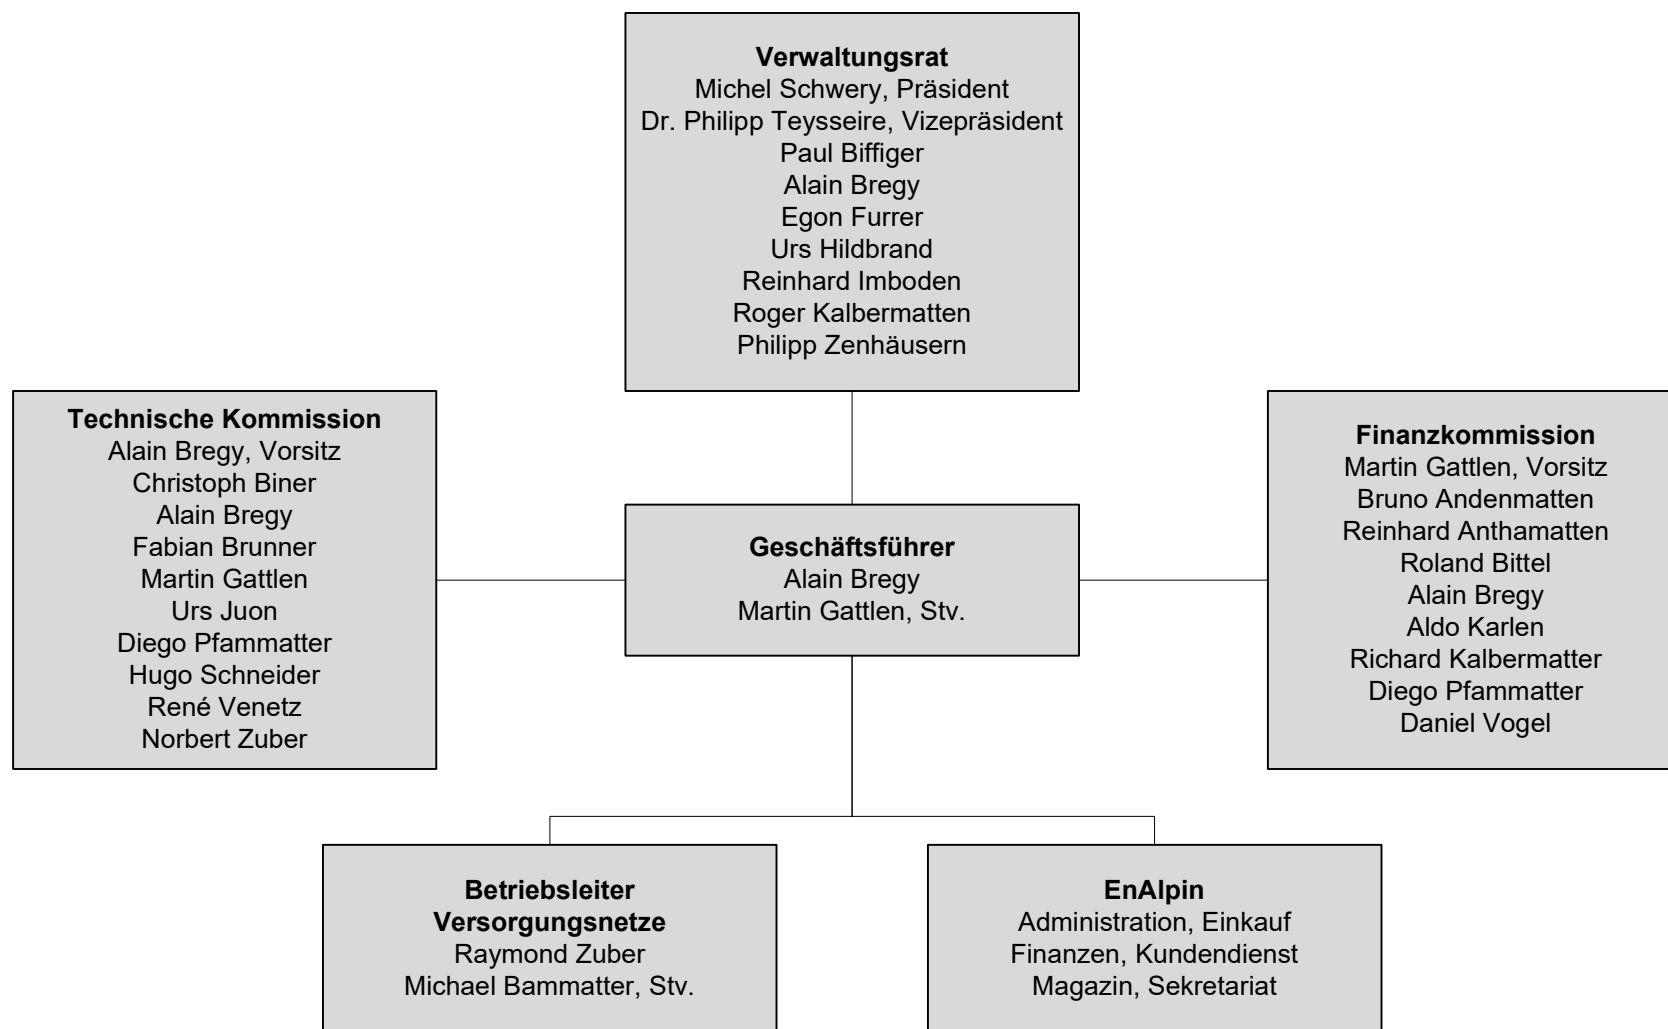 Verwaltungsrat
Michel Schwery, Präsident
Dr. Philipp Teysseire, Vizepräsident
Paul Biffiger
Alain Bregy
Egon Furrer
Urs Hildbrand
Reinhard Imboden
Roger Kalbermatten
Philipp Zenhäusern
Technische Kommission
Alain Bregy, Vorsitz
Christoph Biner
Alain Bregy
Fabian Brunner
Martin Gattlen
Urs Juon
Diego Pfammatter
Hugo Schneider
René Venetz
Norbert Zuber
Geschäftsführer
Alain Bregy
Martin Gattlen, Stv.
Finanzkommission
Martin Gattlen, Vorsitz
Bruno Andenmatten
Reinhard Anthamatten
Roland Bittel
Alain Bregy
Aldo Karlen
Richard Kalbermatter
Diego Pfammatter
Daniel Vogel
Betriebsleiter
Versorgungsnetze
Raymond Zuber
Michael Bammatter, Stv.
EnAlpin
Administration, Einkauf
Finanzen, Kundendienst
Magazin, Sekretariat